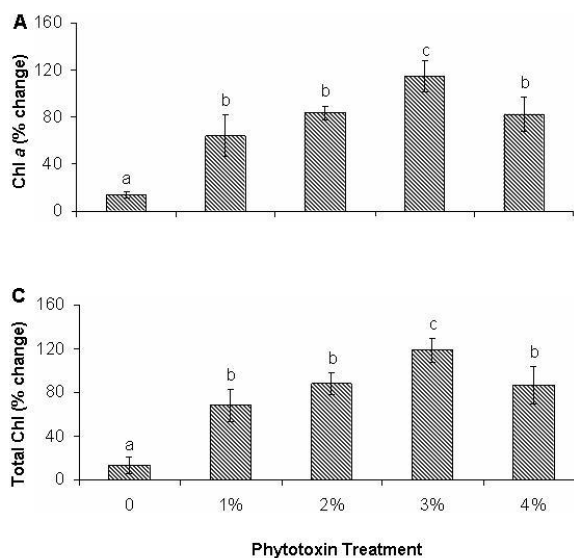 A
Chl a (% change)
160
120
80
40
0
a
b
b
c
b
C
Total Chl (% change)
160
120
80
40
0
a
b
b
c
b
0 1% 2% 3% 4%
Phytotoxin Treatment